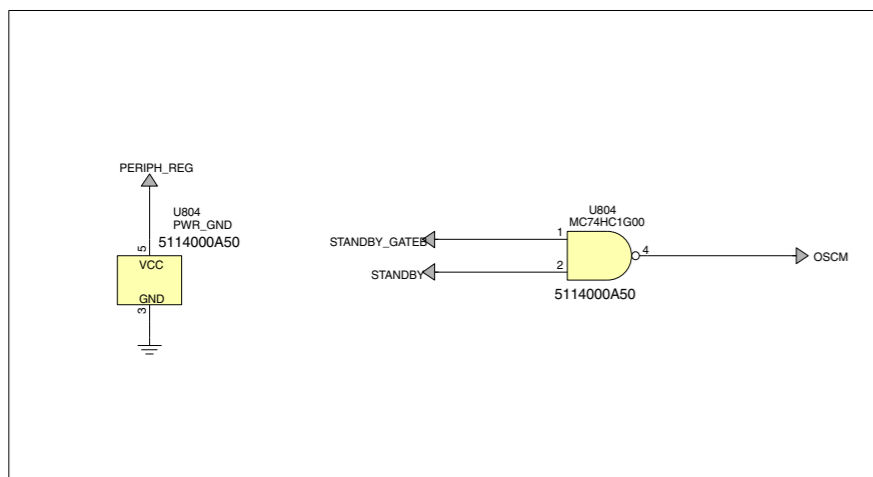 PERIPH_REG
U804
PWR_GND
5114000A50
5
VCC
GND
3
U804
MC74HC1G00
STANDBY_GATED
1
STANDBY
2
4
OSCM
5114000A50